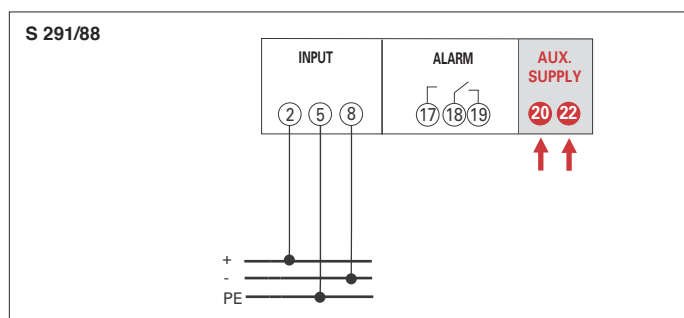 S 291/88
INPUT
ALARM
AUX.
SUPPLY
2 5 8
17 18 19
20 22
+
-
PE